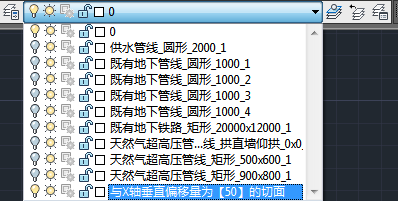 0
0
供水管线_圆形_2000_1
既有地下管线_圆形_1000_1
既有地下管线_圆形_1000_2
既有地下管线_圆形_1000_3
既有地下管线_圆形_1000_4
既有地下铁路_矩形_20000x12000_1
天然气超高压管...线_拱直墙仰拱_0x0_
天然气超高压管线_矩形_500x600_1
天然气超高压管线_矩形_900x800_1
与X轴垂直偏移量为【50】的切面